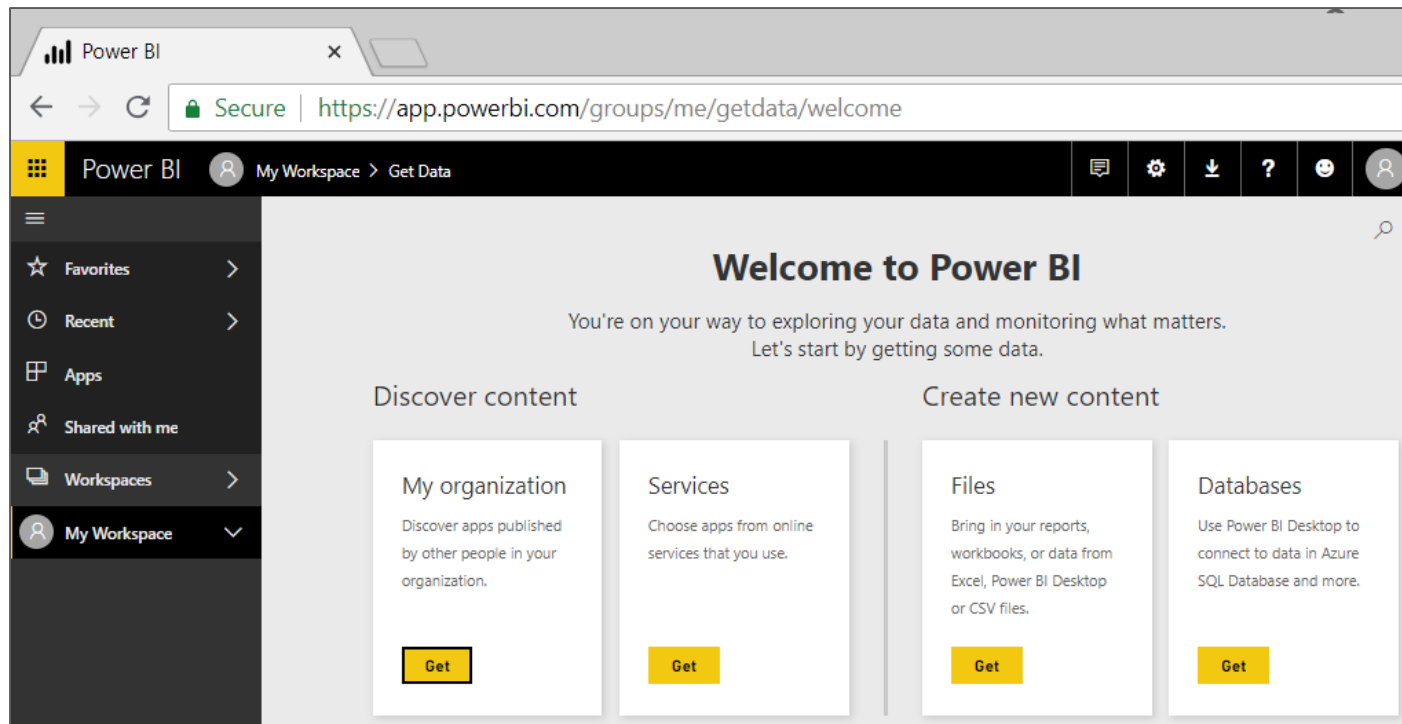 Power BI
Secure | https://app.powerbi.com/groups/me/getdata/welcome
Power BI My Workspace > Get Data ?
Favorites
Recent
Apps
Shared with me
Workspaces
My Workspace
Welcome to Power BI
You're on your way to exploring your data and monitoring what matters.
Let's start by getting some data.
Discover content
My organization
Discover apps published
by other people in your
organization.
Get
Services
Choose apps from online
services that you use.
Get
Create new content
Files
Bring in your reports,
workbooks, or data from
Excel, Power BI Desktop
or CSV files.
Get
Databases
Use Power BI Desktop to
connect to data in Azure
SQL Database and more.
Get